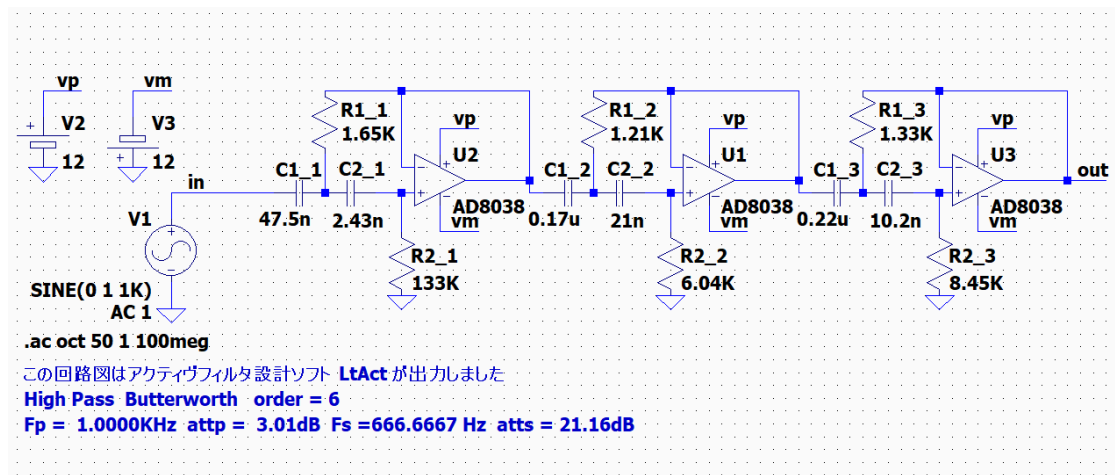 vp
vm
V2
12
V3
12
in
V1
SINE(0 1 1K)
AC 1
C1_1
47.5n
R1_1
1.65K
C2_1
2.43n
R2_1
133K
vp
U2
AD8038
vm
C1_2
0.17u
R1_2
1.21K
C2_2
21n
R2_2
6.04K
vp
U1
AD8038
vm
C1_3
0.22u
R1_3
1.33K
C2_3
10.2n
R2_3
8.45K
vp
U3
AD8038
vm
out
.ac oct 50 1 100meg
この回路図はアクティヴフィルタ設計ソフト LtAct が出力しました
High Pass Butterworth order = 6
Fp = 1.0000KHz attp = 3.01dB Fs =666.6667 Hz atts = 21.16dB